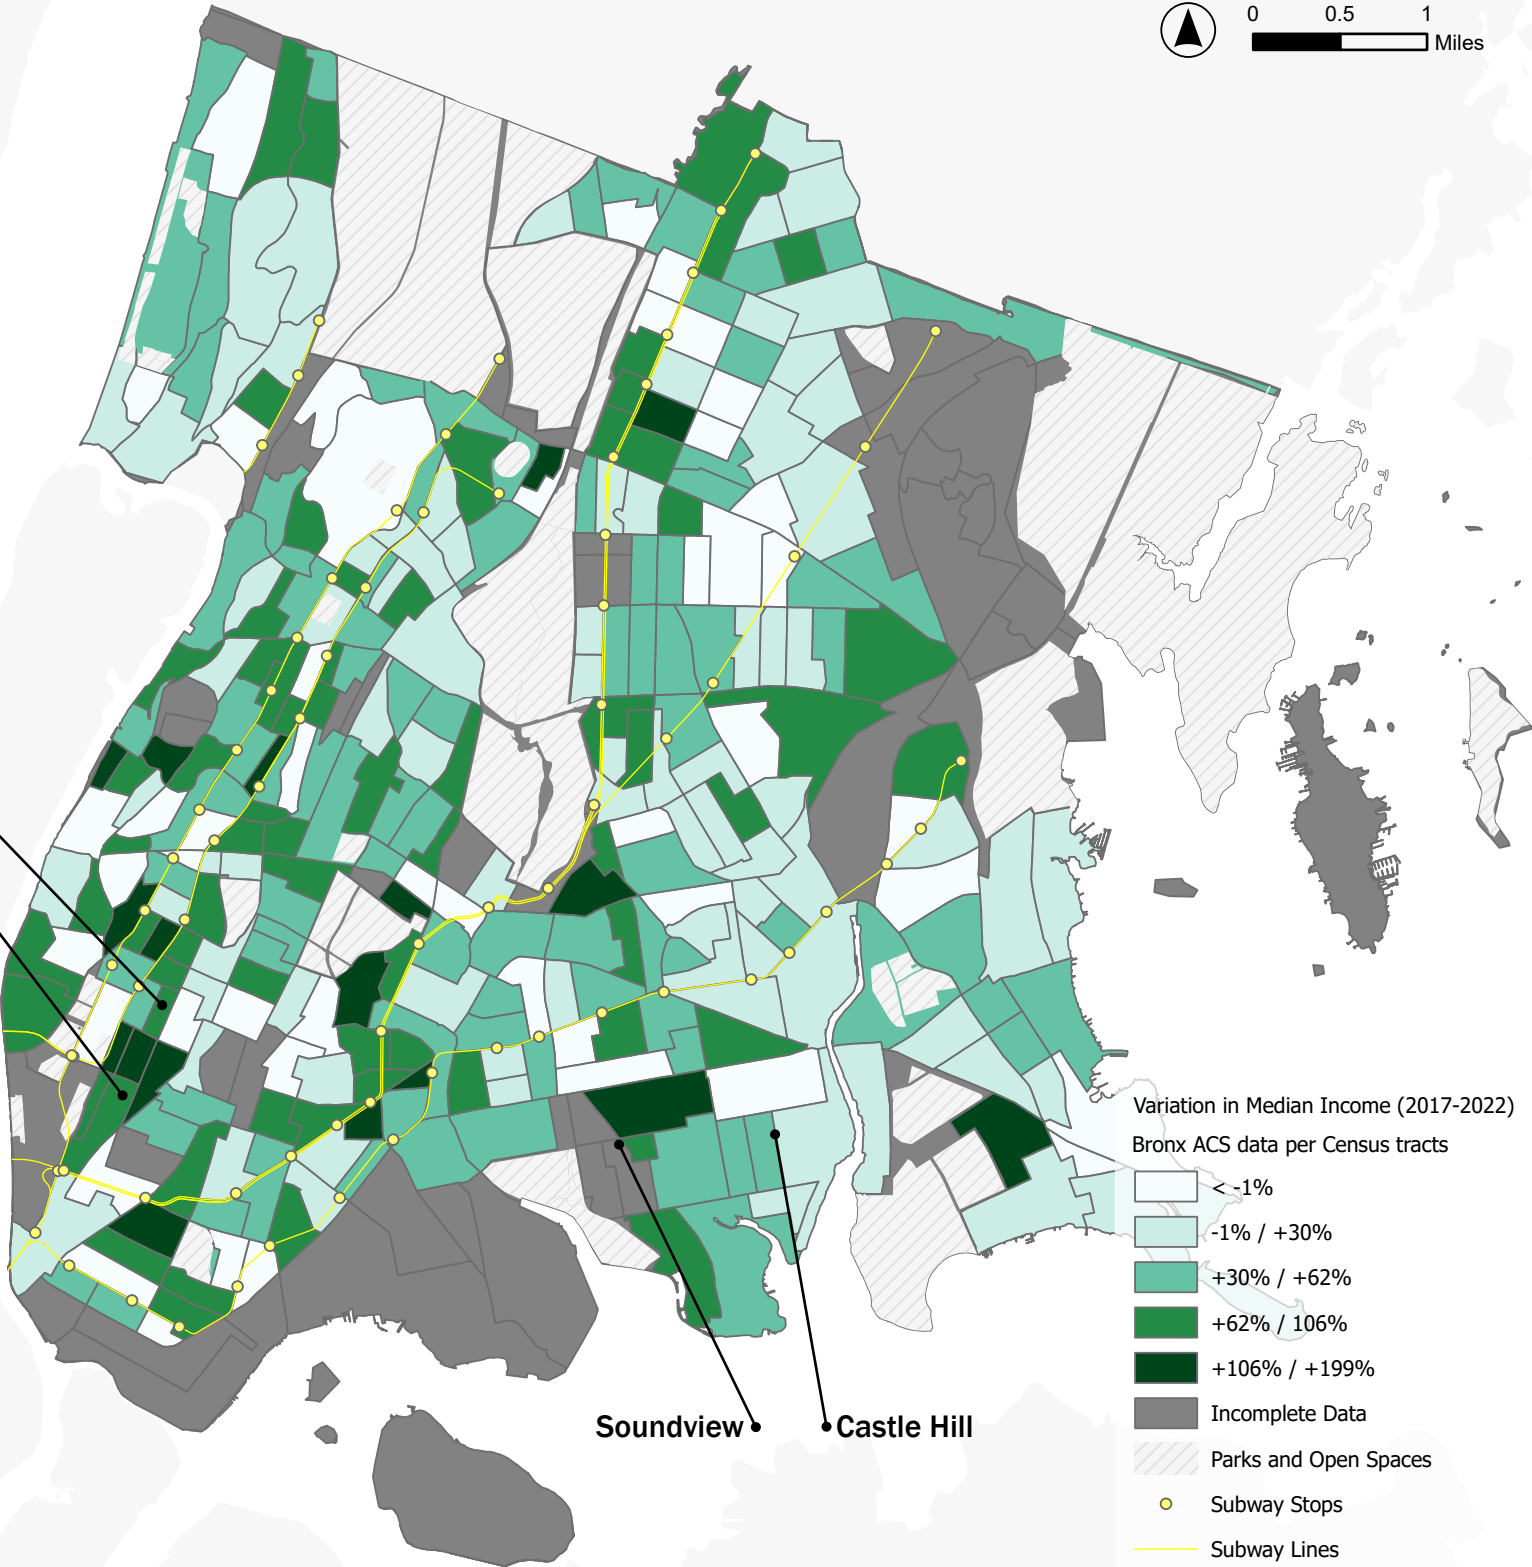 0 0.5 1
Miles
Soundview
Castle Hill
Variation in Median Income (2017-2022)
Bronx ACS data per Census tracts
< -1%
-1% / +30%
+30% / +62%
+62% / 106%
+106% / +199%
Incomplete Data
Parks and Open Spaces
Subway Stops
Subway Lines